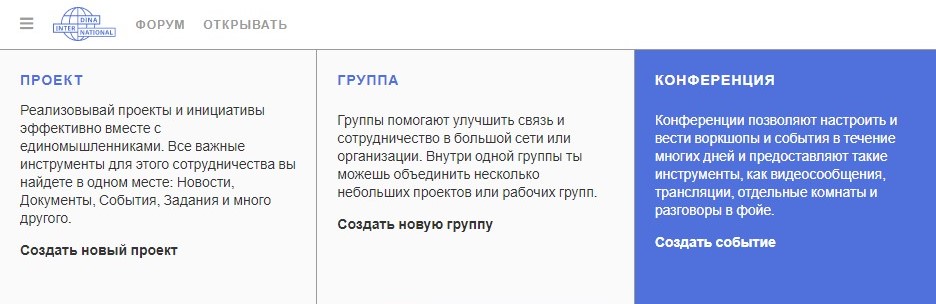 DINA
INTER NATIONAL
ФОРУМ ОТКРЫВАТЬ
ПРОЕКТ
Реализовывай проекты и инициативы
эффективно вместе с
единомышленниками. Все важные
инструменты для этого сотрудничества вы
найдете в одном месте: Новости,
Документы, События, Задания и много
другого.
Создать новый проект
ГРУППА
Группы помогают улучшить связь и
сотрудничество в большой сети или
организации. Внутри одной группы ты
можешь объединить несколько
небольших проектов или рабочих групп.
Создать новую группу
КОНФЕРЕНЦИЯ
Конференции позволяют настроить и
вести воркшопы и события в течение
многих дней и предоставляют такие
инструменты, как видеосообщения,
трансляции, отдельные комнаты и
разговоры в фойе.
Создать событие